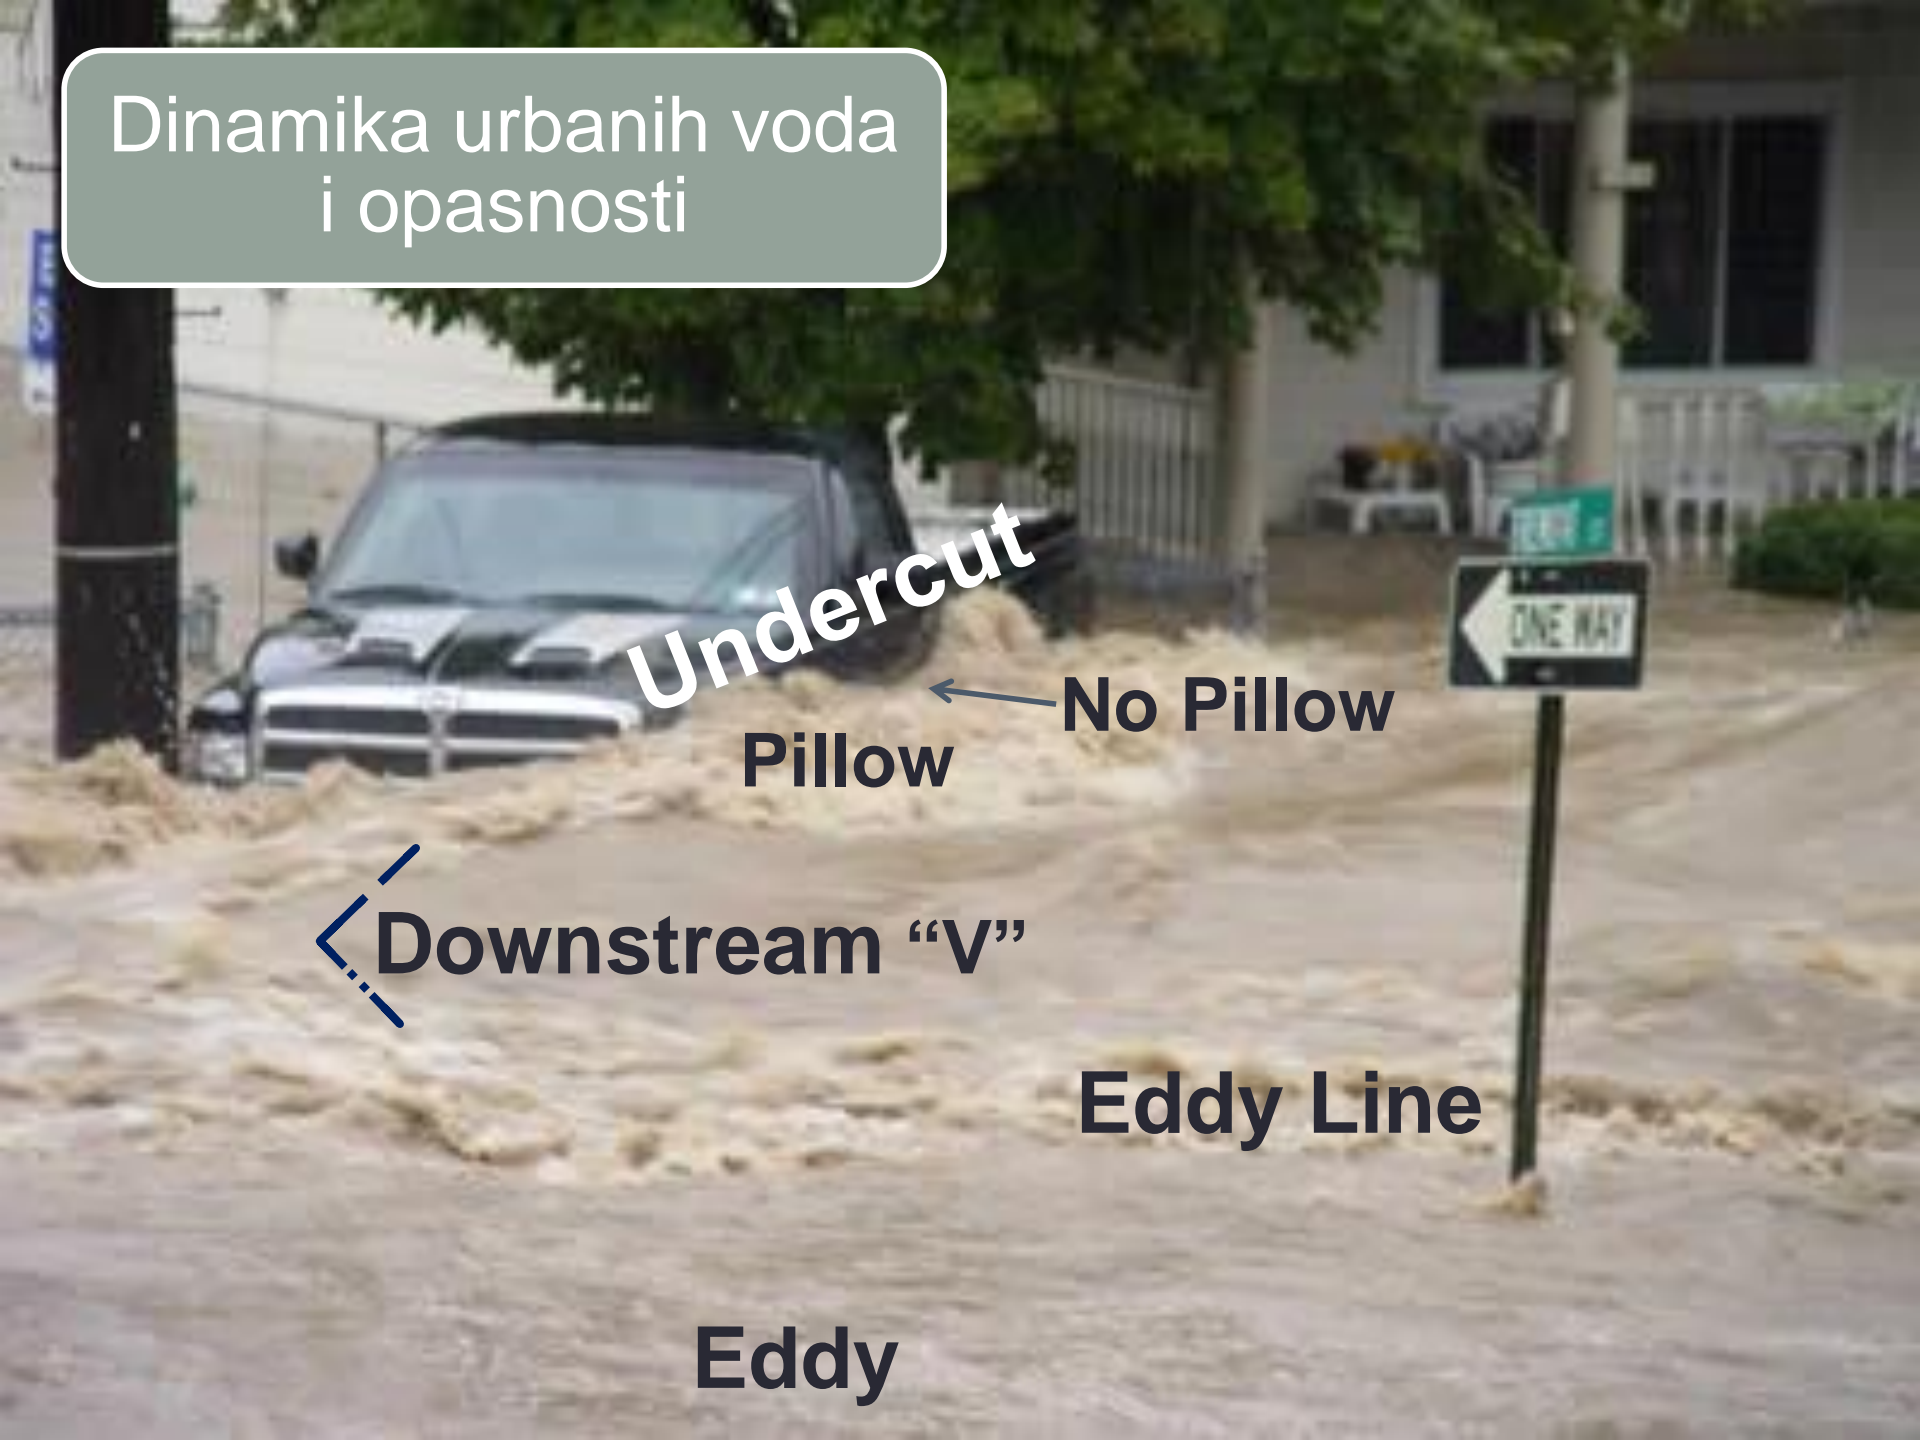 Dinamika urbanih voda
i opasnosti
Undercut
ONE WAY
No Pillow
Pillow
Downstream “V”
Eddy Line
Eddy